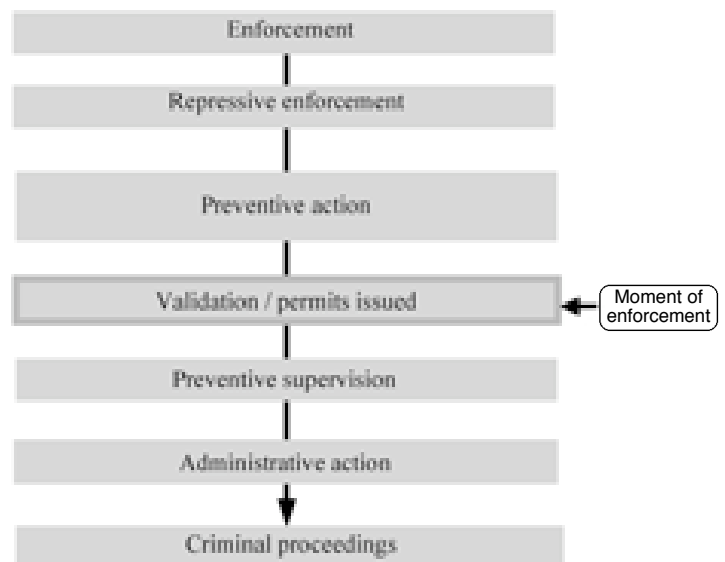 Enforcement
Repressive enforcement
Preventive action
Validation / permits issued
Moment of
enforcement
Preventive supervision
Administrative action
Criminal proceedings